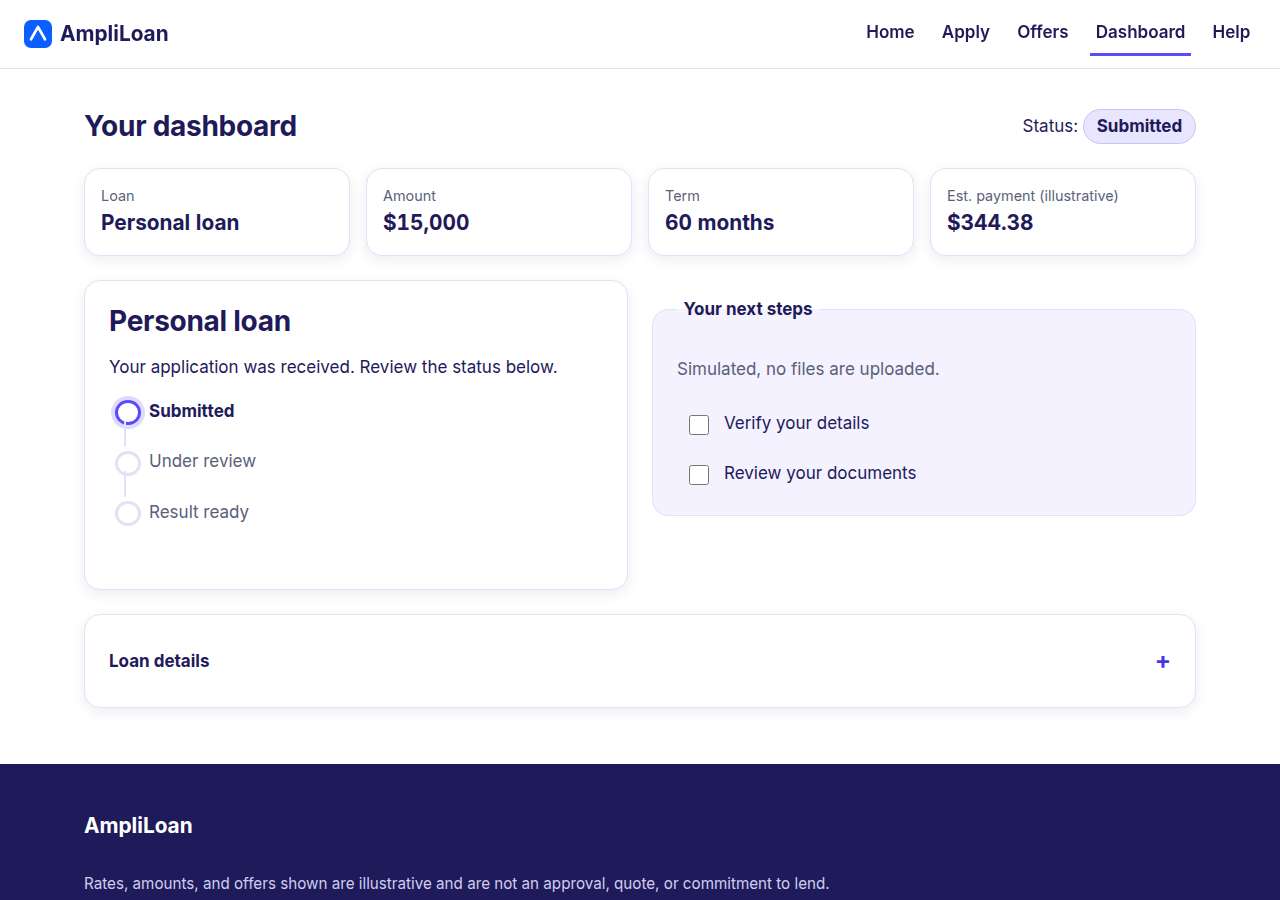 AmpliLoan
Home Apply Offers Dashboard Help
Your dashboard
Status: Submitted
Loan
Personal loan
Amount
$15,000
Term
60 months
Est. payment (illustrative)
$344.38
Personal loan
Your application was received. Review the status below.
Submitted
Under review
Result ready
Your next steps
Simulated, no files are uploaded.
Verify your details
Review your documents
Loan details +
AmpliLoan
Rates, amounts, and offers shown are illustrative and are not an approval, quote, or commitment to lend.